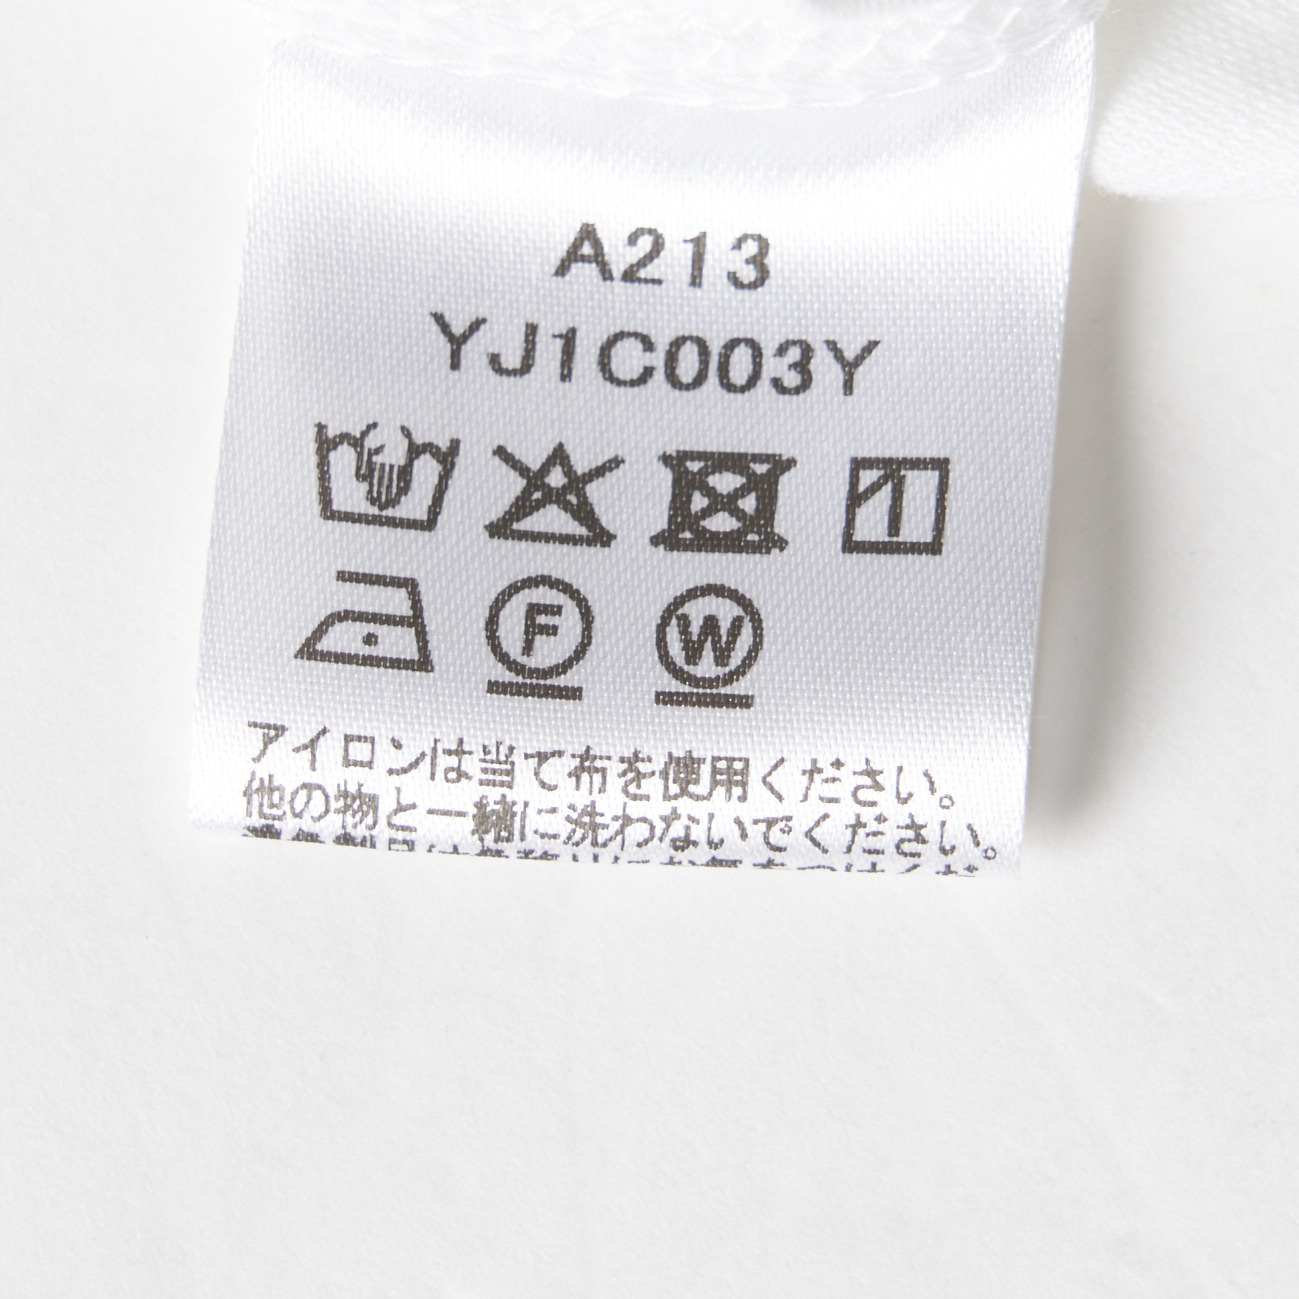 A213
YJ1C003Y
F W
アイロンは当て布を使用ください。
他の物と一緒に洗わないでください。